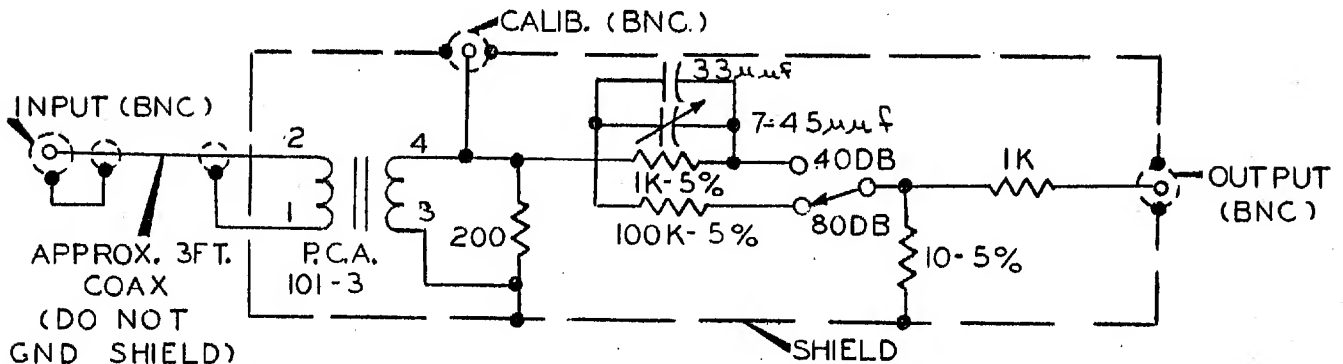 CALIB. (BNC.)
INPUT (BNC)
33µµf
7-45µµf
2
4
1
3
200
1K-5%
100K-5%
40DB
80DB
1K
10-5%
OUTPUT
(BNC)
APPROX. 3FT.
COAX
(DO NOT
GND SHIELD)
P.C.A.
101-3
SHIELD